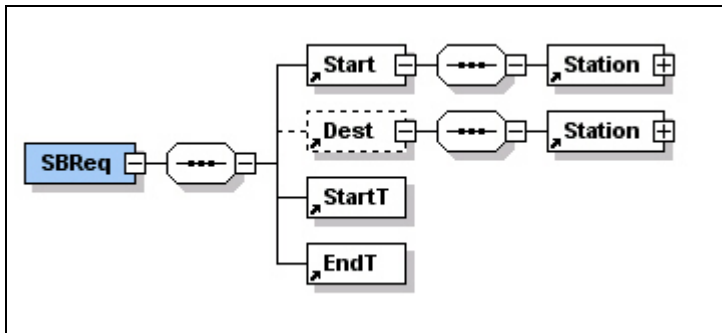 Start
Station
Dest
Station
SBReq
StartT
EndT